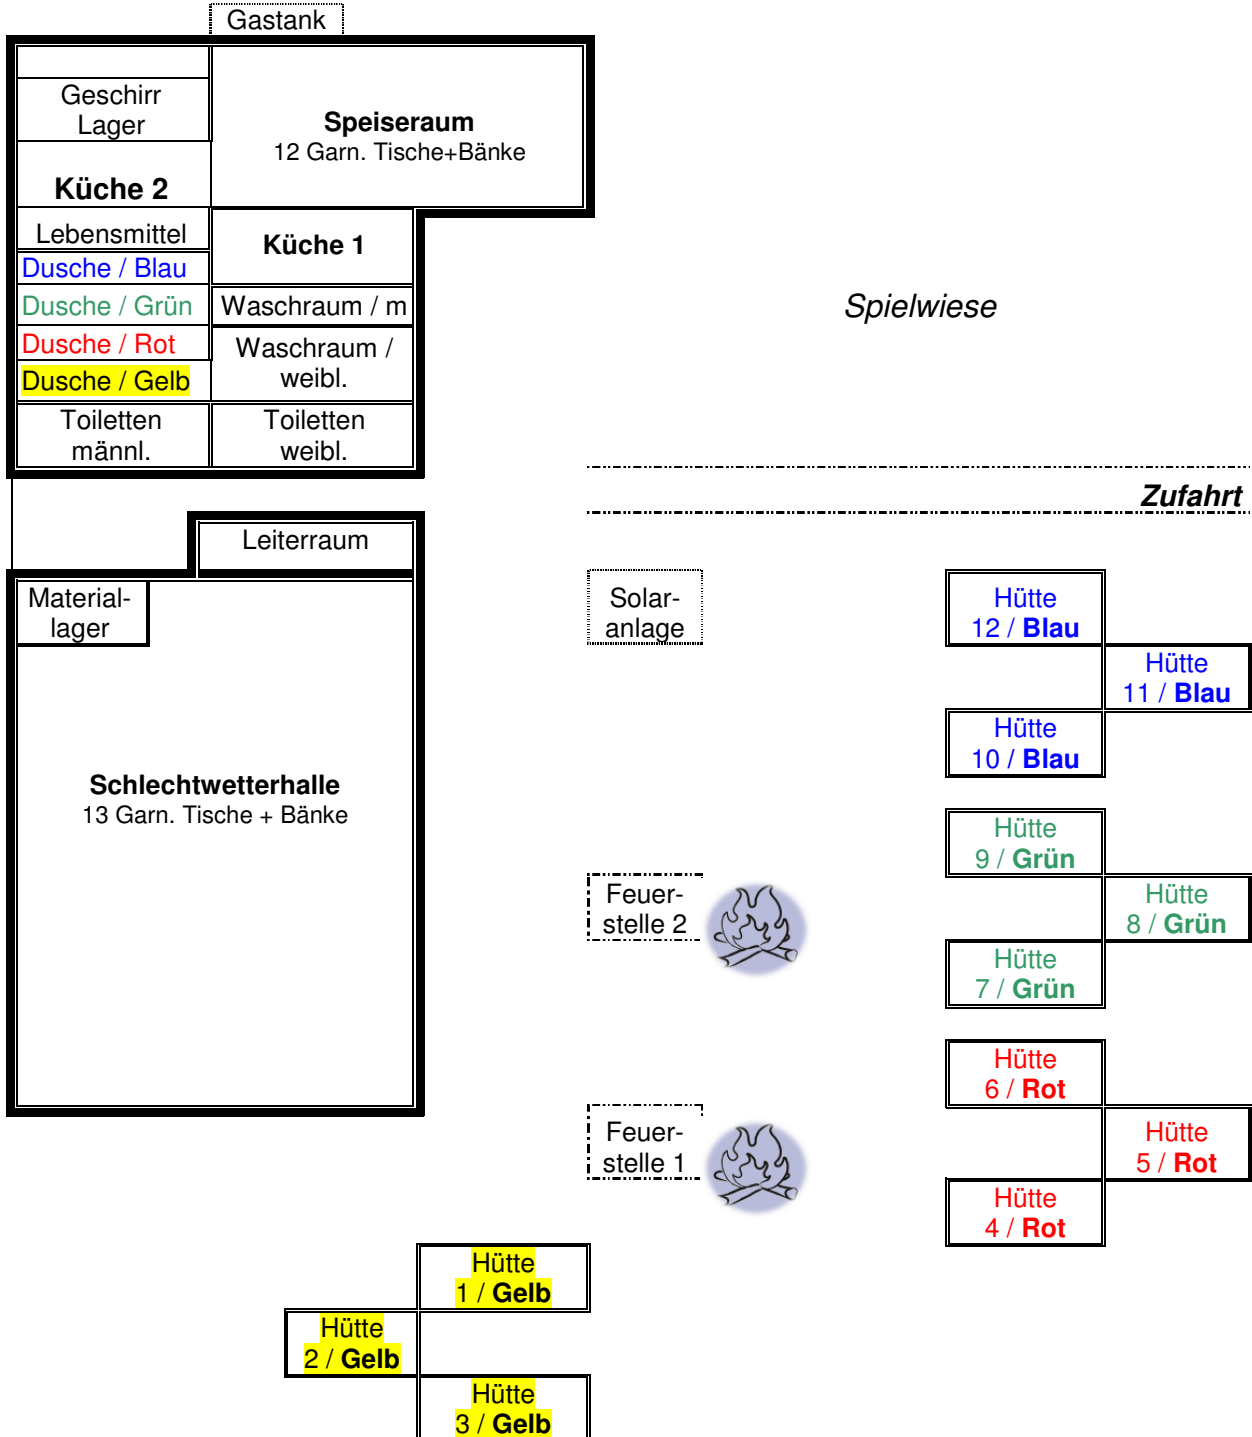 Gastank
Geschirr
Lager
Speiseraum
12 Garn. Tische+Bänke
Küche 2
Lebensmittel
Küche 1
Dusche / Blau
Dusche / Grün
Waschraum / m
Dusche / Rot
Waschraum /
weibl.
Dusche / Gelb
Toiletten
männl.
Toiletten
weibl.
Spielwiese
Zufahrt
Leiterraum
Material-
lager
Schlechtwetterhalle
13 Garn. Tische + Bänke
Solar-
anlage
Hütte
12 / Blau
Hütte
11 / Blau
Hütte
10 / Blau
Hütte
9 / Grün
Feuer-
stelle 2
Hütte
8 / Grün
Hütte
7 / Grün
Hütte
6 / Rot
Feuer-
stelle 1
Hütte
5 / Rot
Hütte
4 / Rot
Hütte
1 / Gelb
Hütte
2 / Gelb
Hütte
3 / Gelb